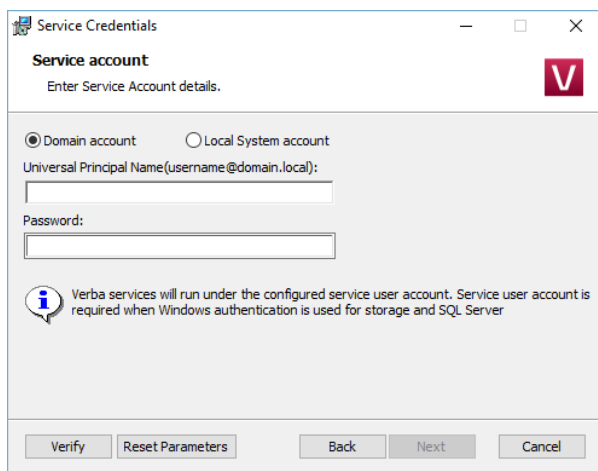 Service Credentials
Service account
Enter Service Account details.
V
Domain account
Local System account
Universal Principal Name(username@domain.local):
Password:
Verba services will run under the configured service user account. Service user account is
required when Windows authentication is used for storage and SQL Server
Verify
Reset Parameters
Back
Next
Cancel